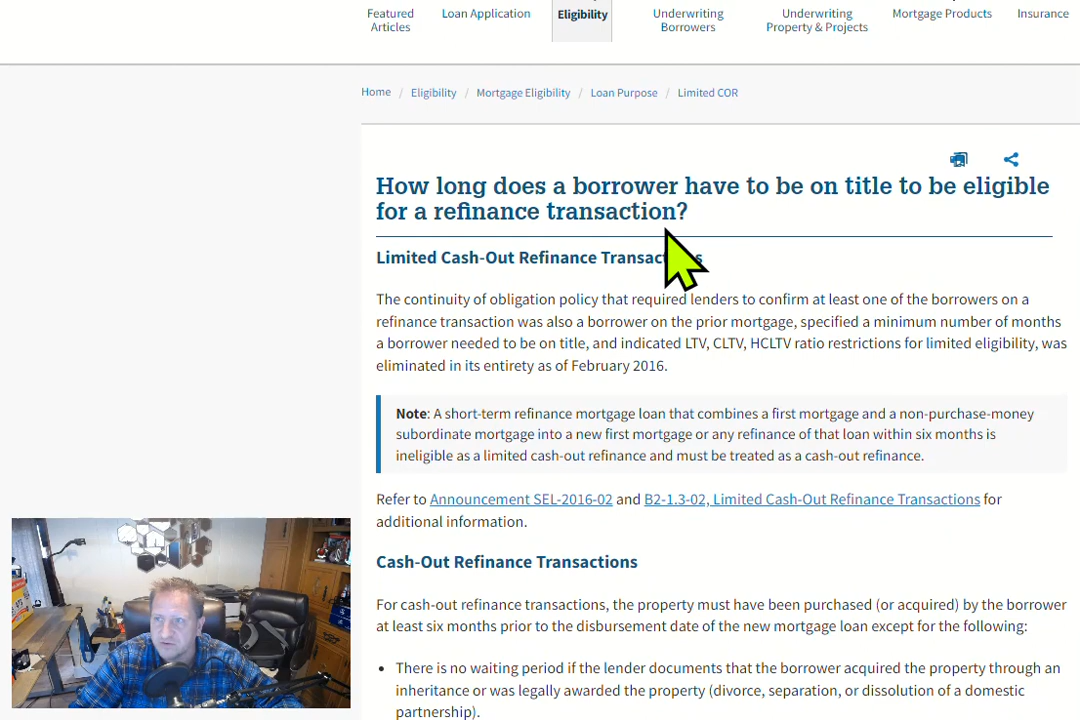 Featured Articles
Loan Application
Eligibility
Underwriting Borrowers
Underwriting Property & Projects
Mortgage Products
Insurance
Home / Eligibility / Mortgage Eligibility / Loan Purpose / Limited COR
How long does a borrower have to be on title to be eligible
for a refinance transaction?
Limited Cash-Out Refinance
The continuity of obligation policy that required lenders to confirm at least one of the borrowers on a
refinance transaction was also a borrower on the prior mortgage, specified a minimum number of months
a borrower needed to be on title, and indicated LTV, CLTV, HCLTV ratio restrictions for limited eligibility, was
eliminated in its entirety as of February 2016.
Note: A short-term refinance mortgage loan that combines a first mortgage and a non-purchase-money
subordinate mortgage into a new first mortgage or any refinance of that loan within six months is
ineligible as a limited cash-out refinance and must be treated as a cash-out refinance.
Refer to Announcement SEL-2016-02 and B2-1.3-02, Limited Cash-Out Refinance Transactions for
additional information.
Cash-Out Refinance Transactions
For cash-out refinance transactions, the property must have been purchased (or acquired) by the borrower
at least six months prior to the disbursement date of the new mortgage loan except for the following:
• There is no waiting period if the lender documents that the borrower acquired the property through an
inheritance or was legally awarded the property (divorce, separation, or dissolution of a domestic
partnership).